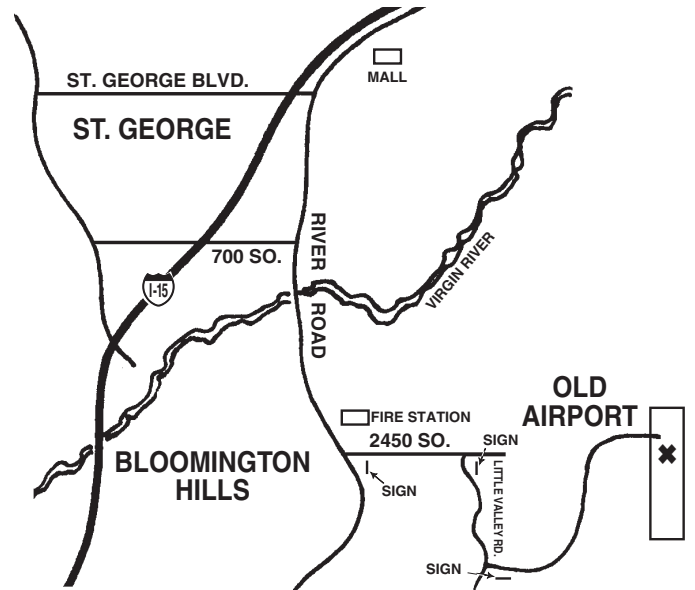 MALL
ST. GEORGE BLVD.
ST. GEORGE
RIVER ROAD
700 SO.
VIRGIN RIVER
I-15
OLD
AIRPORT
FIRE STATION
2450 SO.
SIGN
BLOOMINGTON
HILLS
SIGN
LITTLE VALLEY RD.
SIGN